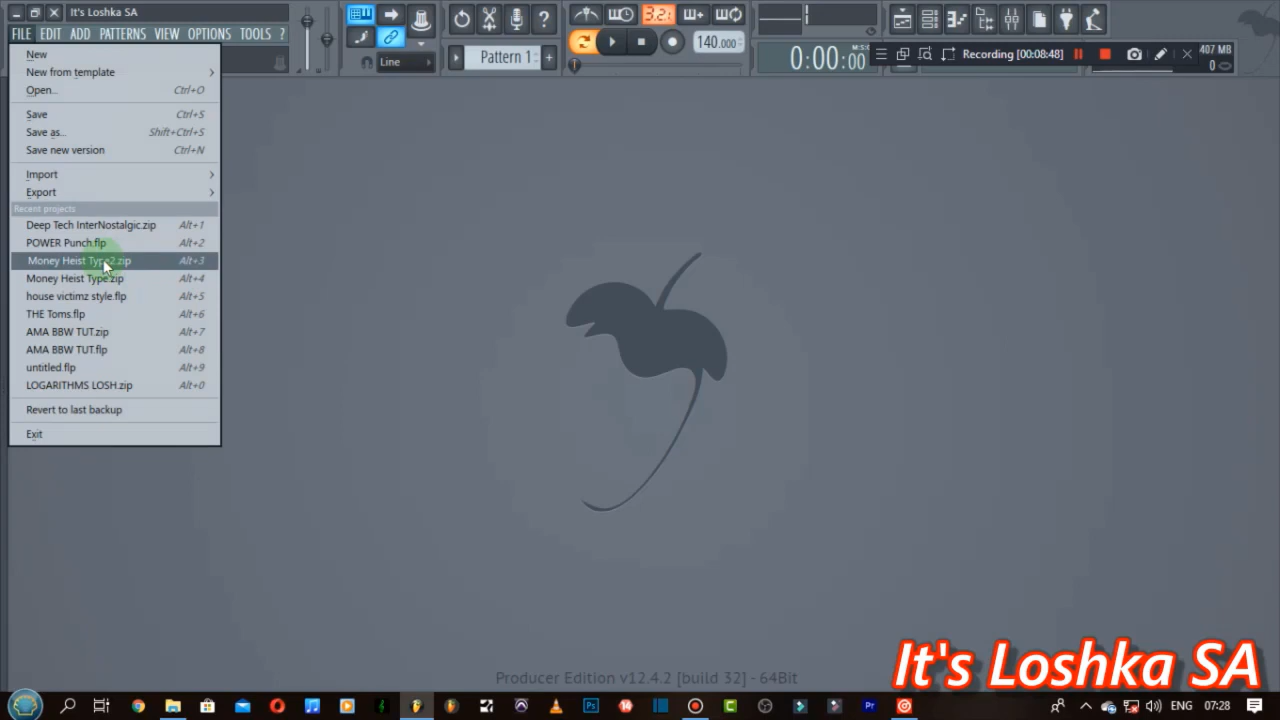 It's Loshka SA
FILE EDIT ADD PATTERNS VIEW OPTIONS TOOLS ?
New
New from template
Open... Ctrl+O
Save Ctrl+S
Save as... Shift+Ctrl+S
Save new version Ctrl+N
Import
Export
Recent projects
Deep Tech InterNostalgic.zip Alt+1
POWER Punch.flp Alt+2
Money Heist Type2.zip Alt+3
Money Heist Type.zip Alt+4
house victimz style.flp Alt+5
THE Toms.flp Alt+6
AMA BBW TUT.zip Alt+7
AMA BBW TUT.flp Alt+8
untitled.flp Alt+9
LOGARITHMS LOSH.zip Alt+0
Revert to last backup
Exit
Line
Pattern 1
140.000
0:00:00
Recording [00:08:48]
407 MB
0
Producer Edition v12.4.2 [build 32] - 64Bit
It's Loshka SA
ENG 07:28